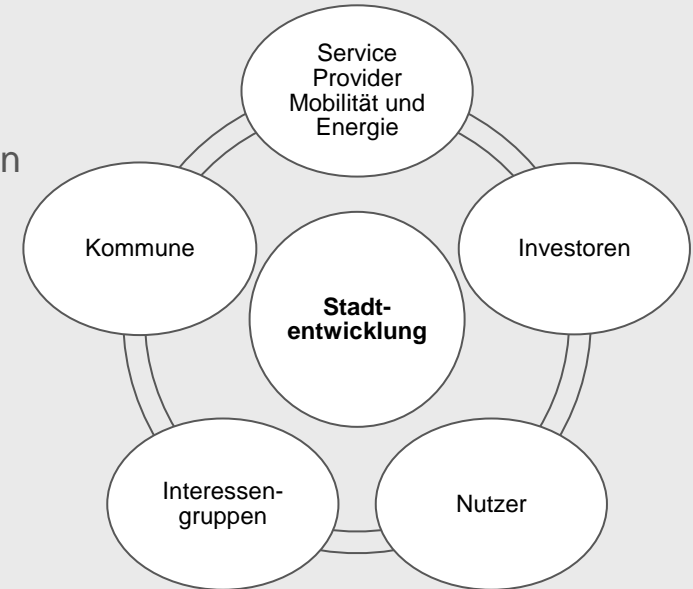 Service
Provider
Mobilität und
Energie
n
Kommune
Investoren
Stadt-
entwicklung
Interessen-
gruppen
Nutzer